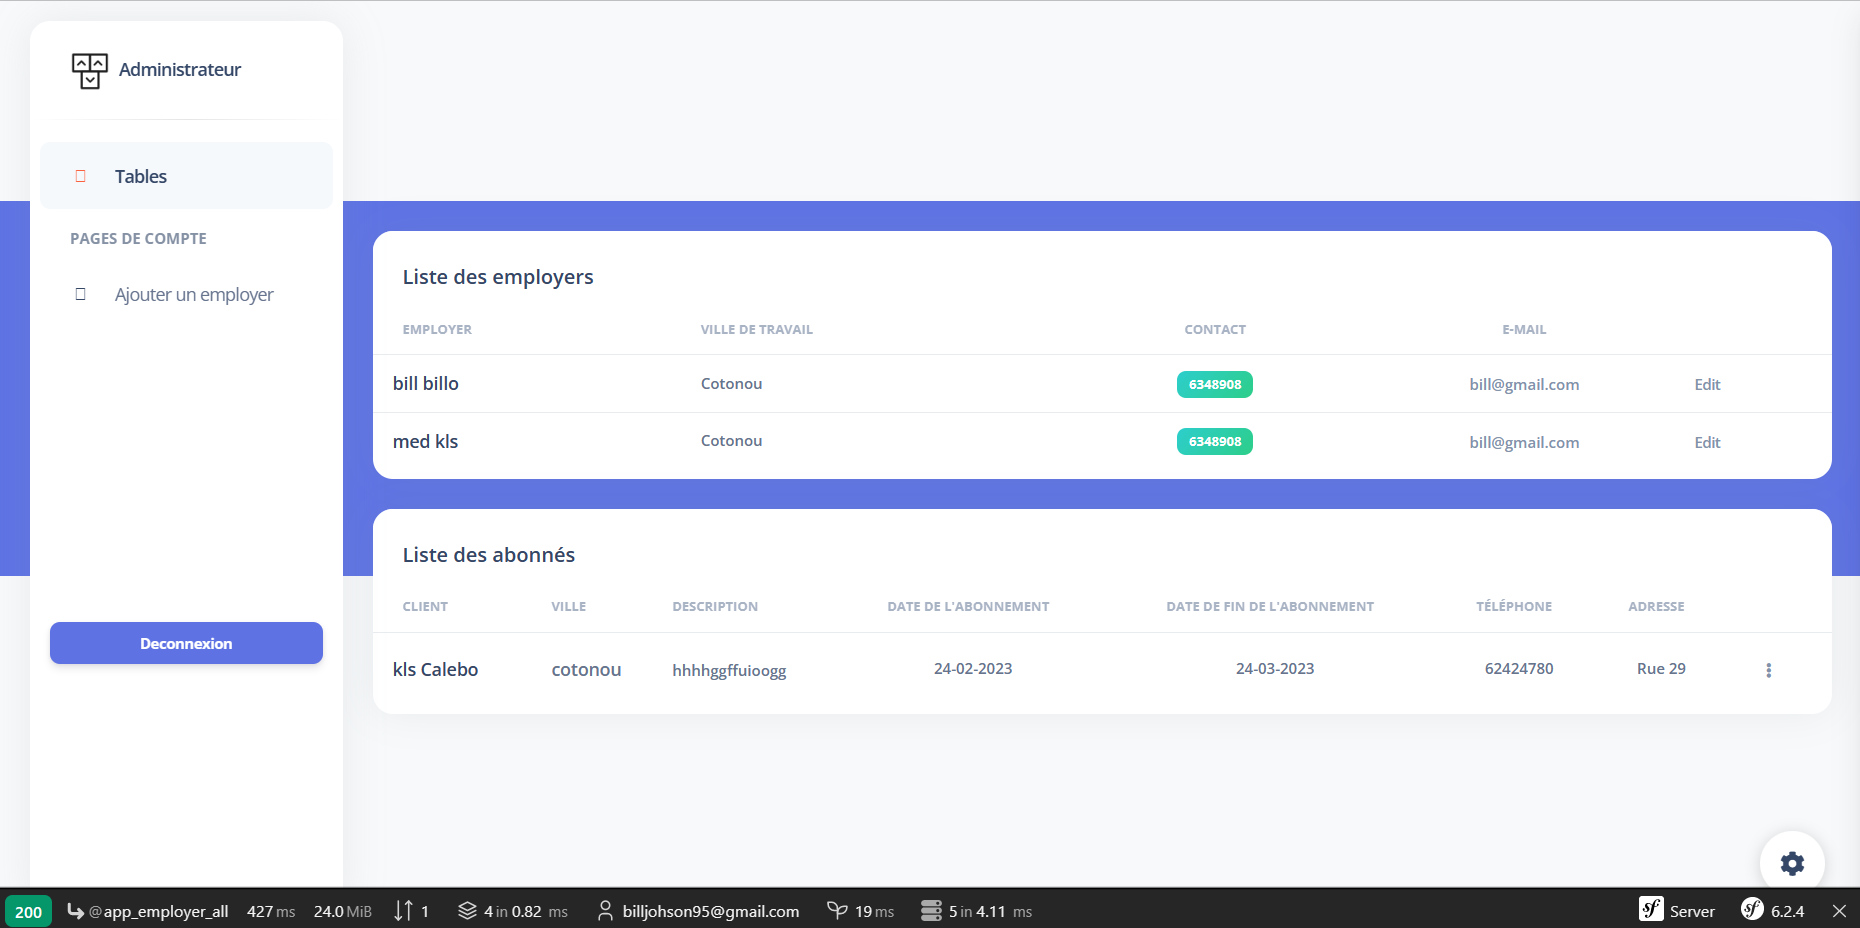 Administrateur
Tables
PAGES DE COMPTE
Ajouter un employer
Deconnexion
Liste des employers
EMPLOYER VILLE DE TRAVAIL CONTACT E-MAIL
bill billo Cotonou 6348908 bill@gmail.com Edit
med kls Cotonou 6348908 bill@gmail.com Edit
Liste des abonnés
CLIENT VILLE DESCRIPTION DATE DE L'ABONNEMENT DATE DE FIN DE L'ABONNEMENT TÉLÉPHONE ADRESSE
kls Calebo cotonou hhhhggffuioogg 24-02-2023 24-03-2023 62424780 Rue 29
200 @app_employer_all 427 ms 24.0 MiB 1 4 in 0.82 ms billjohson95@gmail.com 19 ms 5 in 4.11 ms sf Server sf 6.2.4